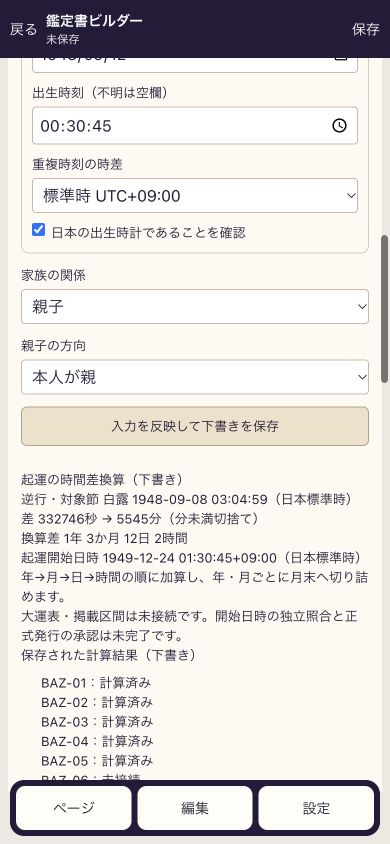 戻る
鑑定書ビルダー
未保存
保存
出生時刻（不明は空欄）
00:30:45
重複時刻の時差
標準時 UTC+09:00
日本の出生時計であることを確認
家族の関係
親子
親子の方向
本人が親
入力を反映して下書きを保存
起運の時間差換算（下書き）
逆行・対象節 白露 1948-09-08 03:04:59（日本標準時）
差 332746秒 → 5545分（分未満切捨て）
換算差 1年 3か月 12日 2時間
起運開始日時 1949-12-24 01:30:45+09:00（日本標準時）
年→月→日→時間の順に加算し、年・月ごとに月末へ切り詰
めます。
大運表・掲載区間は未接続です。開始日時の独立照合と正
式発行の承認は未完了です。
保存された計算結果（下書き）
BAZ-01：計算済み
BAZ-02：計算済み
BAZ-03：計算済み
BAZ-04：計算済み
BAZ-05：計算済み
ページ
編集
設定